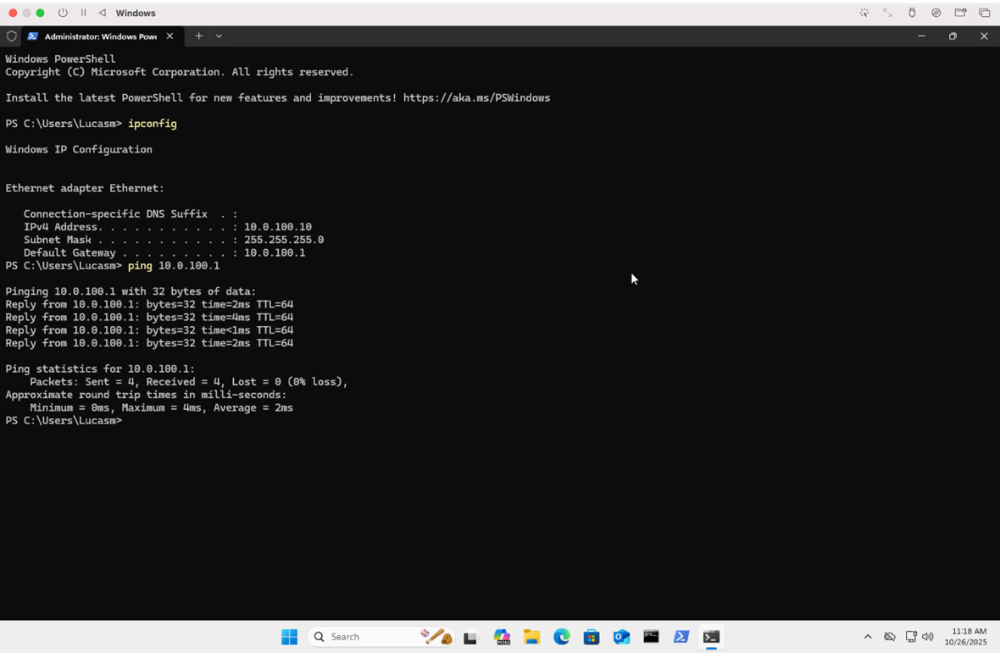 Windows
Administrator: Windows Powe
Windows PowerShell
Copyright (C) Microsoft Corporation. All rights reserved.
Install the latest PowerShell for new features and improvements! https://aka.ms/PSWindows
PS C:\Users\Lucasm> ipconfig
Windows IP Configuration
Ethernet adapter Ethernet:
   Connection-specific DNS Suffix  . :
   IPv4 Address. . . . . . . . . . . : 10.0.100.10
   Subnet Mask . . . . . . . . . . . : 255.255.255.0
   Default Gateway . . . . . . . . . : 10.0.100.1
PS C:\Users\Lucasm> ping 10.0.100.1
Pinging 10.0.100.1 with 32 bytes of data:
Reply from 10.0.100.1: bytes=32 time=2ms TTL=64
Reply from 10.0.100.1: bytes=32 time=4ms TTL=64
Reply from 10.0.100.1: bytes=32 time<1ms TTL=64
Reply from 10.0.100.1: bytes=32 time=2ms TTL=64
Ping statistics for 10.0.100.1:
    Packets: Sent = 4, Received = 4, Lost = 0 (0% loss),
Approximate round trip times in milli-seconds:
    Minimum = 0ms, Maximum = 4ms, Average = 2ms
PS C:\Users\Lucasm>
Search
M365
11:18 AM
10/26/2025